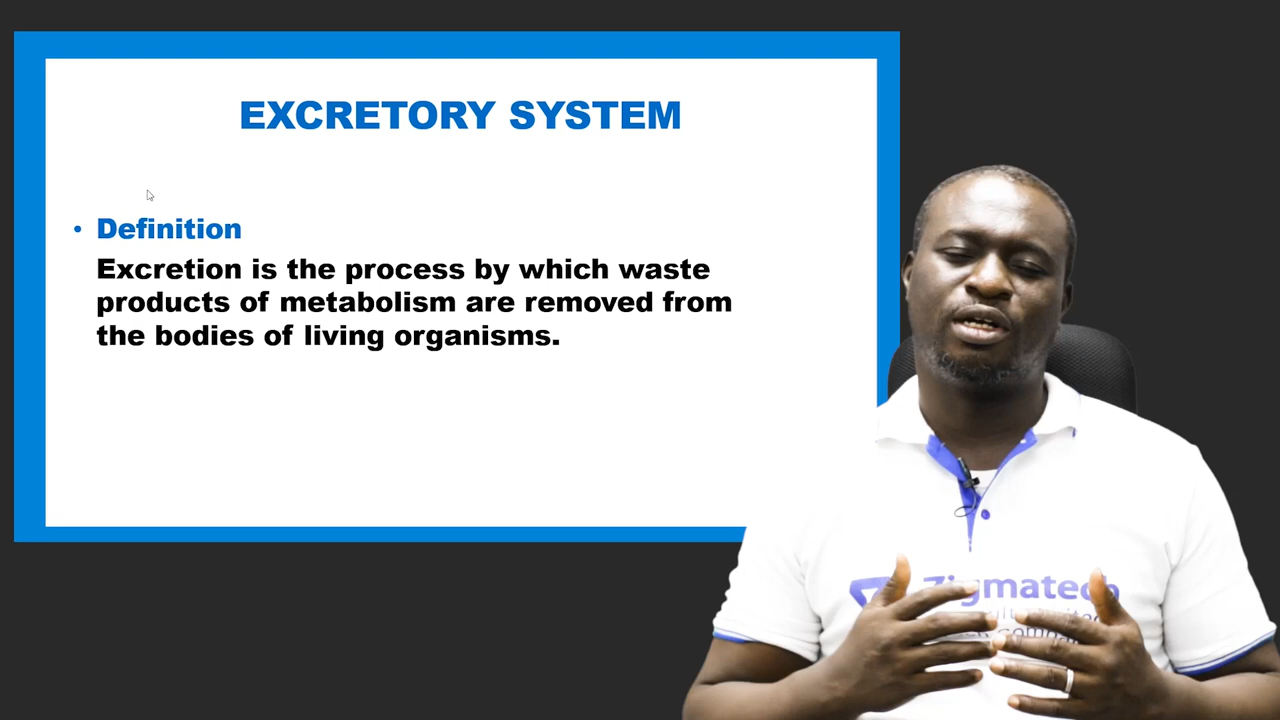 EXCRETORY SYSTEM
• Definition
Excretion is the process by which waste
products of metabolism are removed from
the bodies of living organisms.
Zigmatech